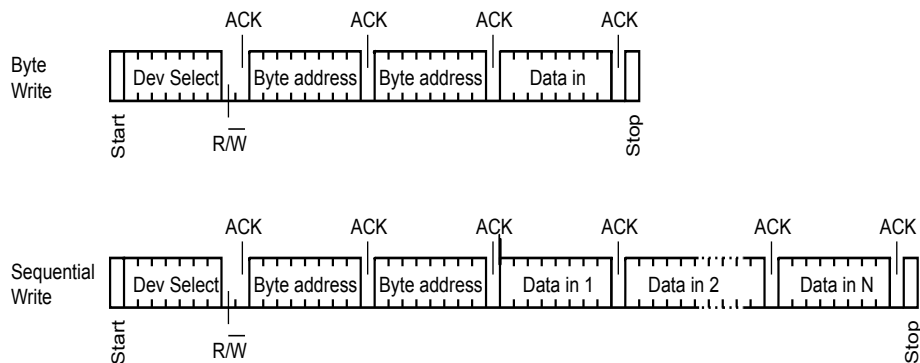 ACK ACK ACK ACK
Byte
Write
Dev Select Byte address Byte address Data in
Start
R/W
Stop
ACK ACK ACK ACK ACK ACK
Sequential
Write
Dev Select Byte address Byte address Data in 1 Data in 2 Data in N
Start
R/W
Stop